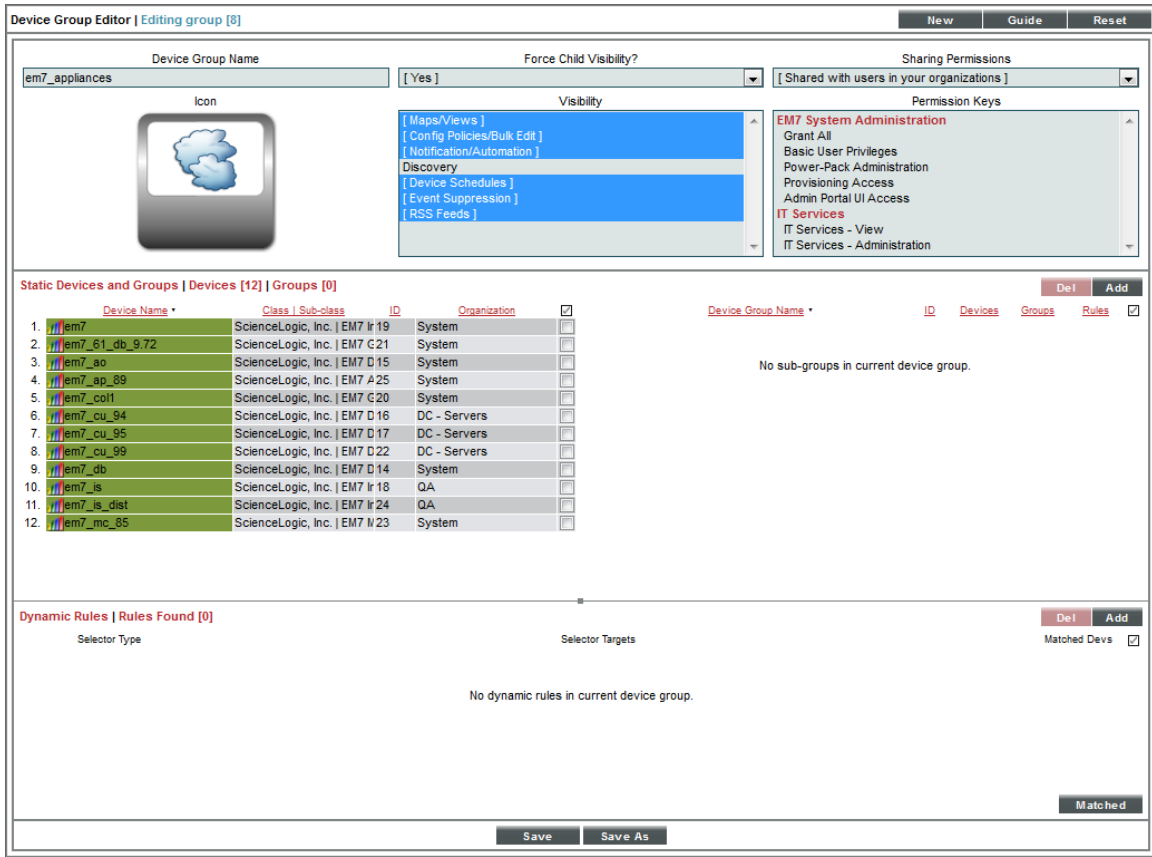 Device Group Editor | Editing group [8] New Guide Reset
Device Group Name Force Child Visibility? Sharing Permissions
em7_appliances [ Yes ] [ Shared with users in your organizations ]
Icon Visibility Permission Keys
[ Maps/Views ] EM7 System Administration
[ Config Policies/Bulk Edit ] Grant All
[ Notification/Automation ] Basic User Privileges
Discovery Power-Pack Administration
[ Device Schedules ] Provisioning Access
[ Event Suppression ] Admin Portal UI Access
[ RSS Feeds ] IT Services
IT Services - View
IT Services - Administration
Static Devices and Groups | Devices [12] | Groups [0] Del Add
Device Name Class | Sub-class ID Organization Device Group Name ID Devices Groups Rules
1. em7 ScienceLogic, Inc. | EM7 Ir 19 System
2. em7_61_db_9.72 ScienceLogic, Inc. | EM7 G 21 System
3. em7_ao ScienceLogic, Inc. | EM7 D 15 System
No sub-groups in current device group.
4. em7_ap_89 ScienceLogic, Inc. | EM7 A 25 System
5. em7_col1 ScienceLogic, Inc. | EM7 G 20 System
6. em7_cu_94 ScienceLogic, Inc. | EM7 D 16 DC - Servers
7. em7_cu_95 ScienceLogic, Inc. | EM7 D 17 DC - Servers
8. em7_cu_99 ScienceLogic, Inc. | EM7 D 22 DC - Servers
9. em7_db ScienceLogic, Inc. | EM7 D 14 System
10. em7_is ScienceLogic, Inc. | EM7 Ir 18 QA
11. em7_is_dist ScienceLogic, Inc. | EM7 Ir 24 QA
12. em7_mc_85 ScienceLogic, Inc. | EM7 M 23 System
Dynamic Rules | Rules Found [0] Del Add
Selector Type Selector Targets Matched Devs
No dynamic rules in current device group.
Matched
Save Save As